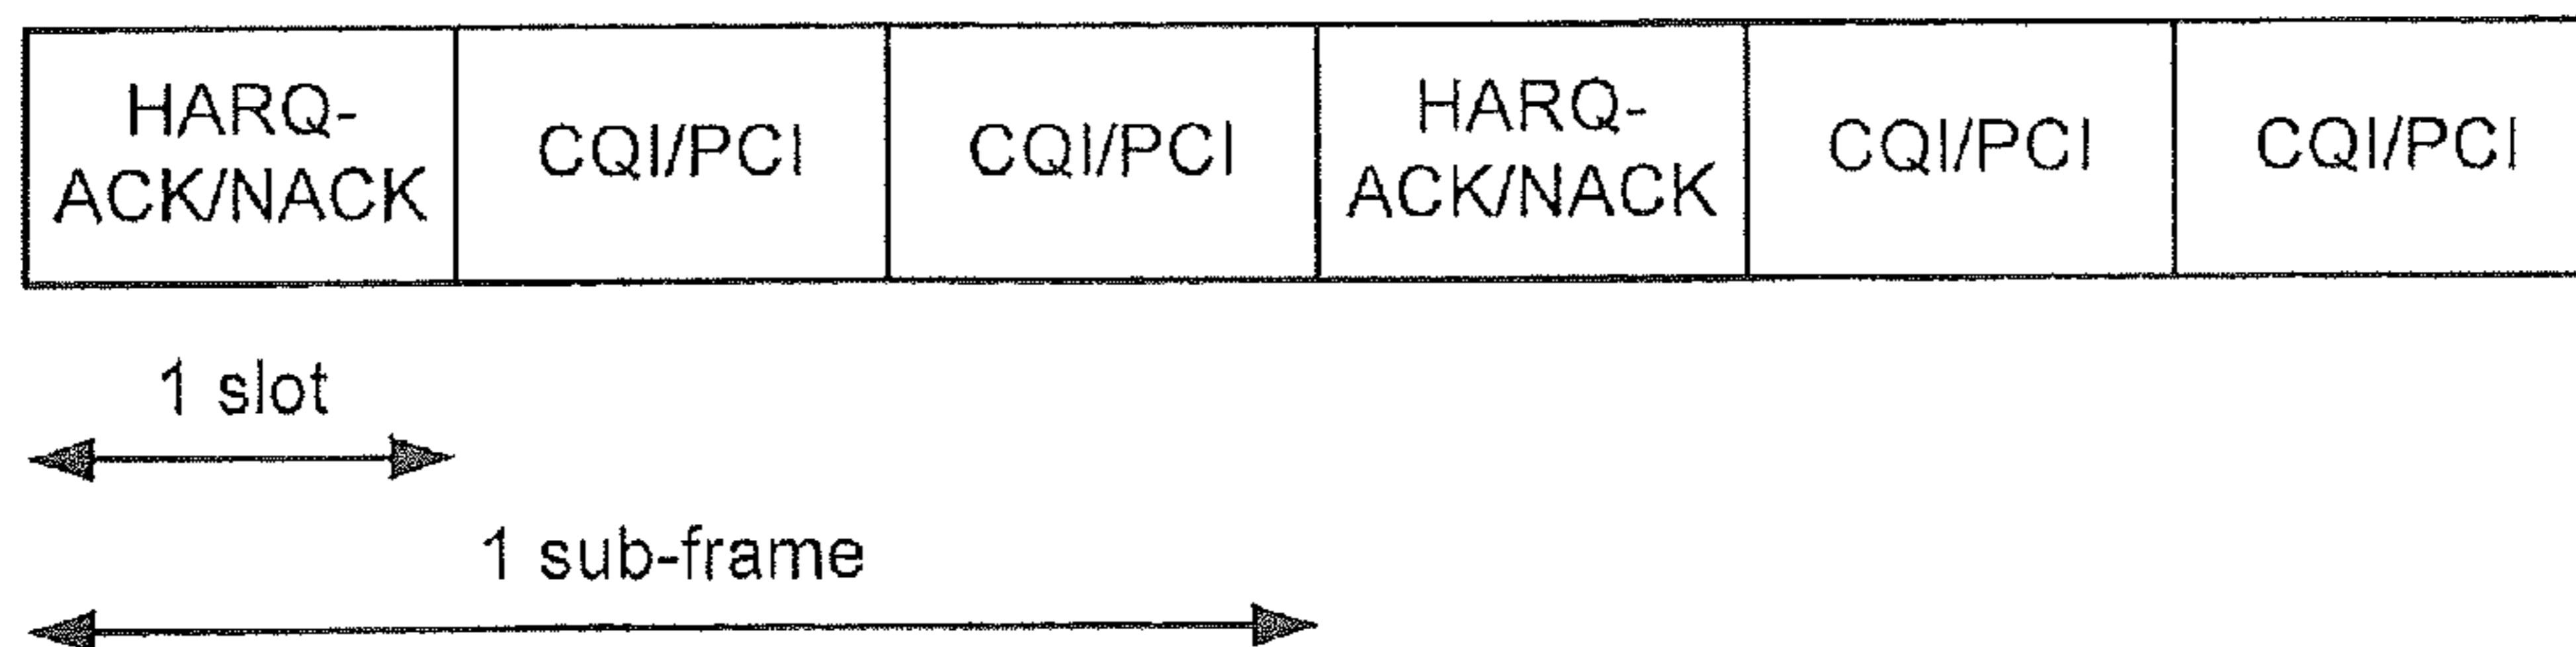 HARQ-
ACK/NACK
CQI/PCI
CQI/PCI
HARQ-
ACK/NACK
CQI/PCI
CQI/PCI
1 slot
1 sub-frame